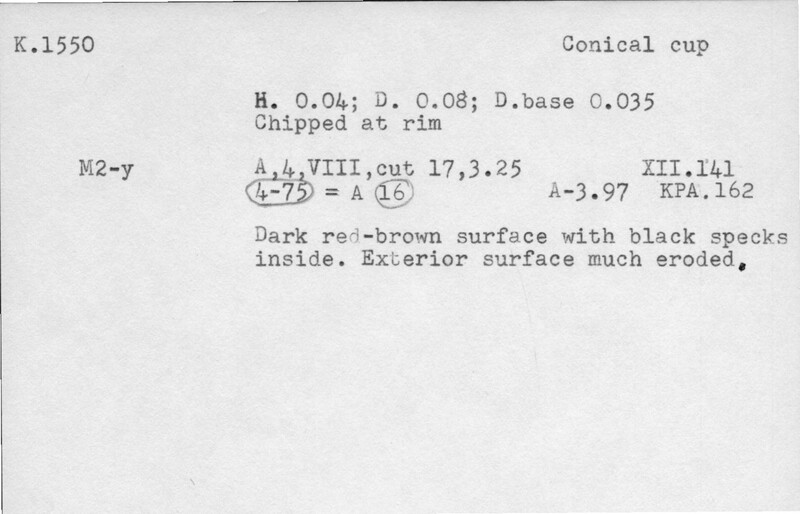 K.1550 Conical cup
H. 0.04; D. 0.08; D.base 0.035
Chipped at rim
M2-y A,4,VIII,cut 17,3.25 XII.141
4-75 = A 16 A-3.97 KPA.162
Dark red-brown surface with black specks
inside. Exterior surface much eroded.